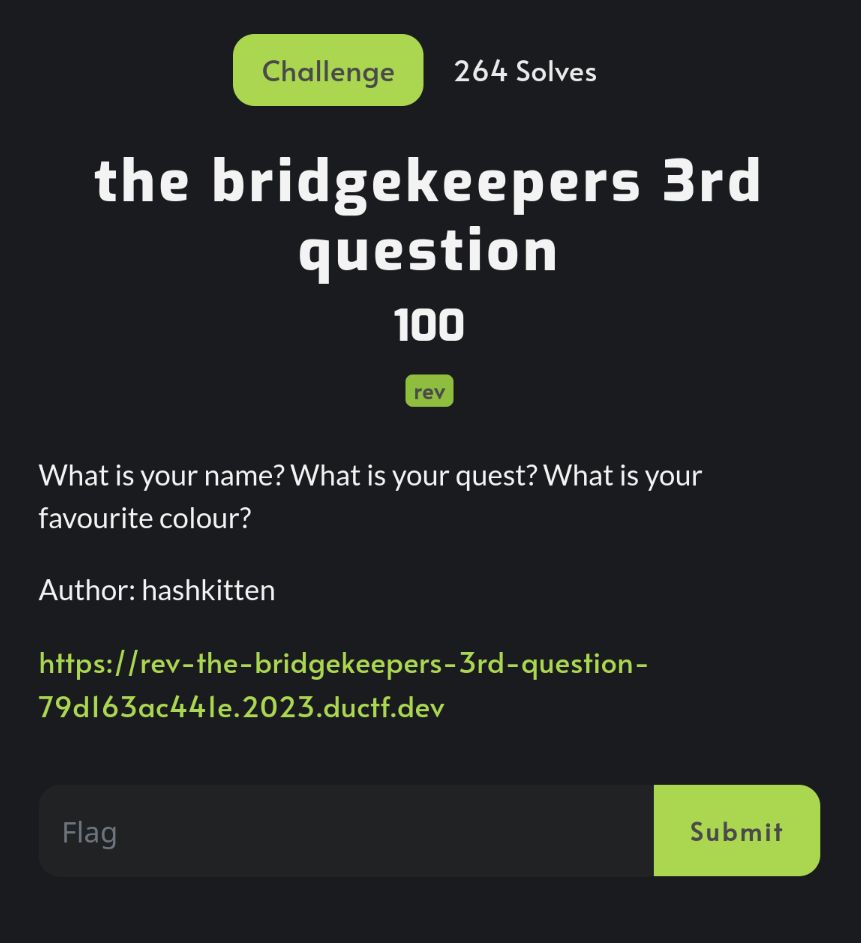 Challenge
264 Solves
the bridgekeepers 3rd
question
100
rev
What is your name? What is your quest? What is your
favourite colour?
Author: hashkitten
https://rev-the-bridgekeepers-3rd-question-
79d163ac441e.2023.ductf.dev
Flag
Submit